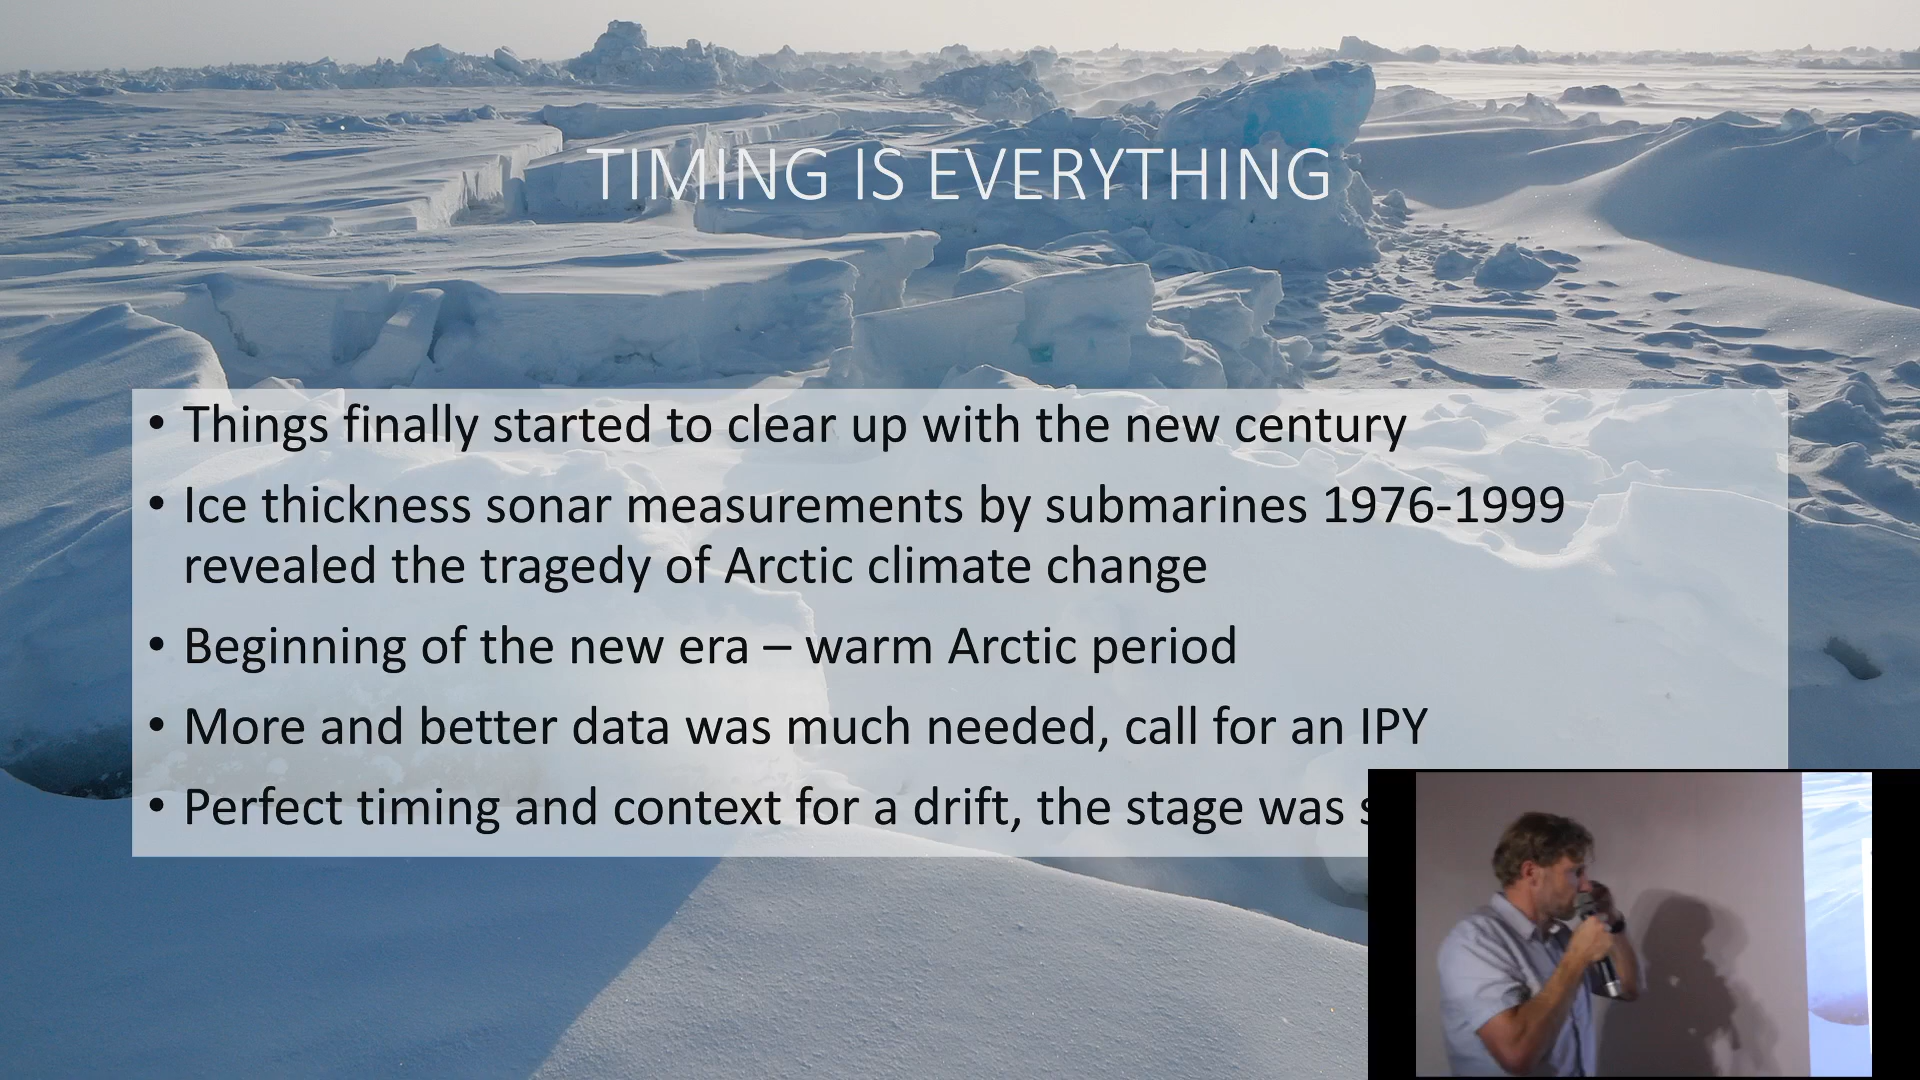 TIMING IS EVERYTHING
• Things finally started to clear up with the new century
• Ice thickness sonar measurements by submarines 1976-1999
revealed the tragedy of Arctic climate change
• Beginning of the new era – warm Arctic period
• More and better data was much needed, call for an IPY
• Perfect timing and context for a drift, the stage was